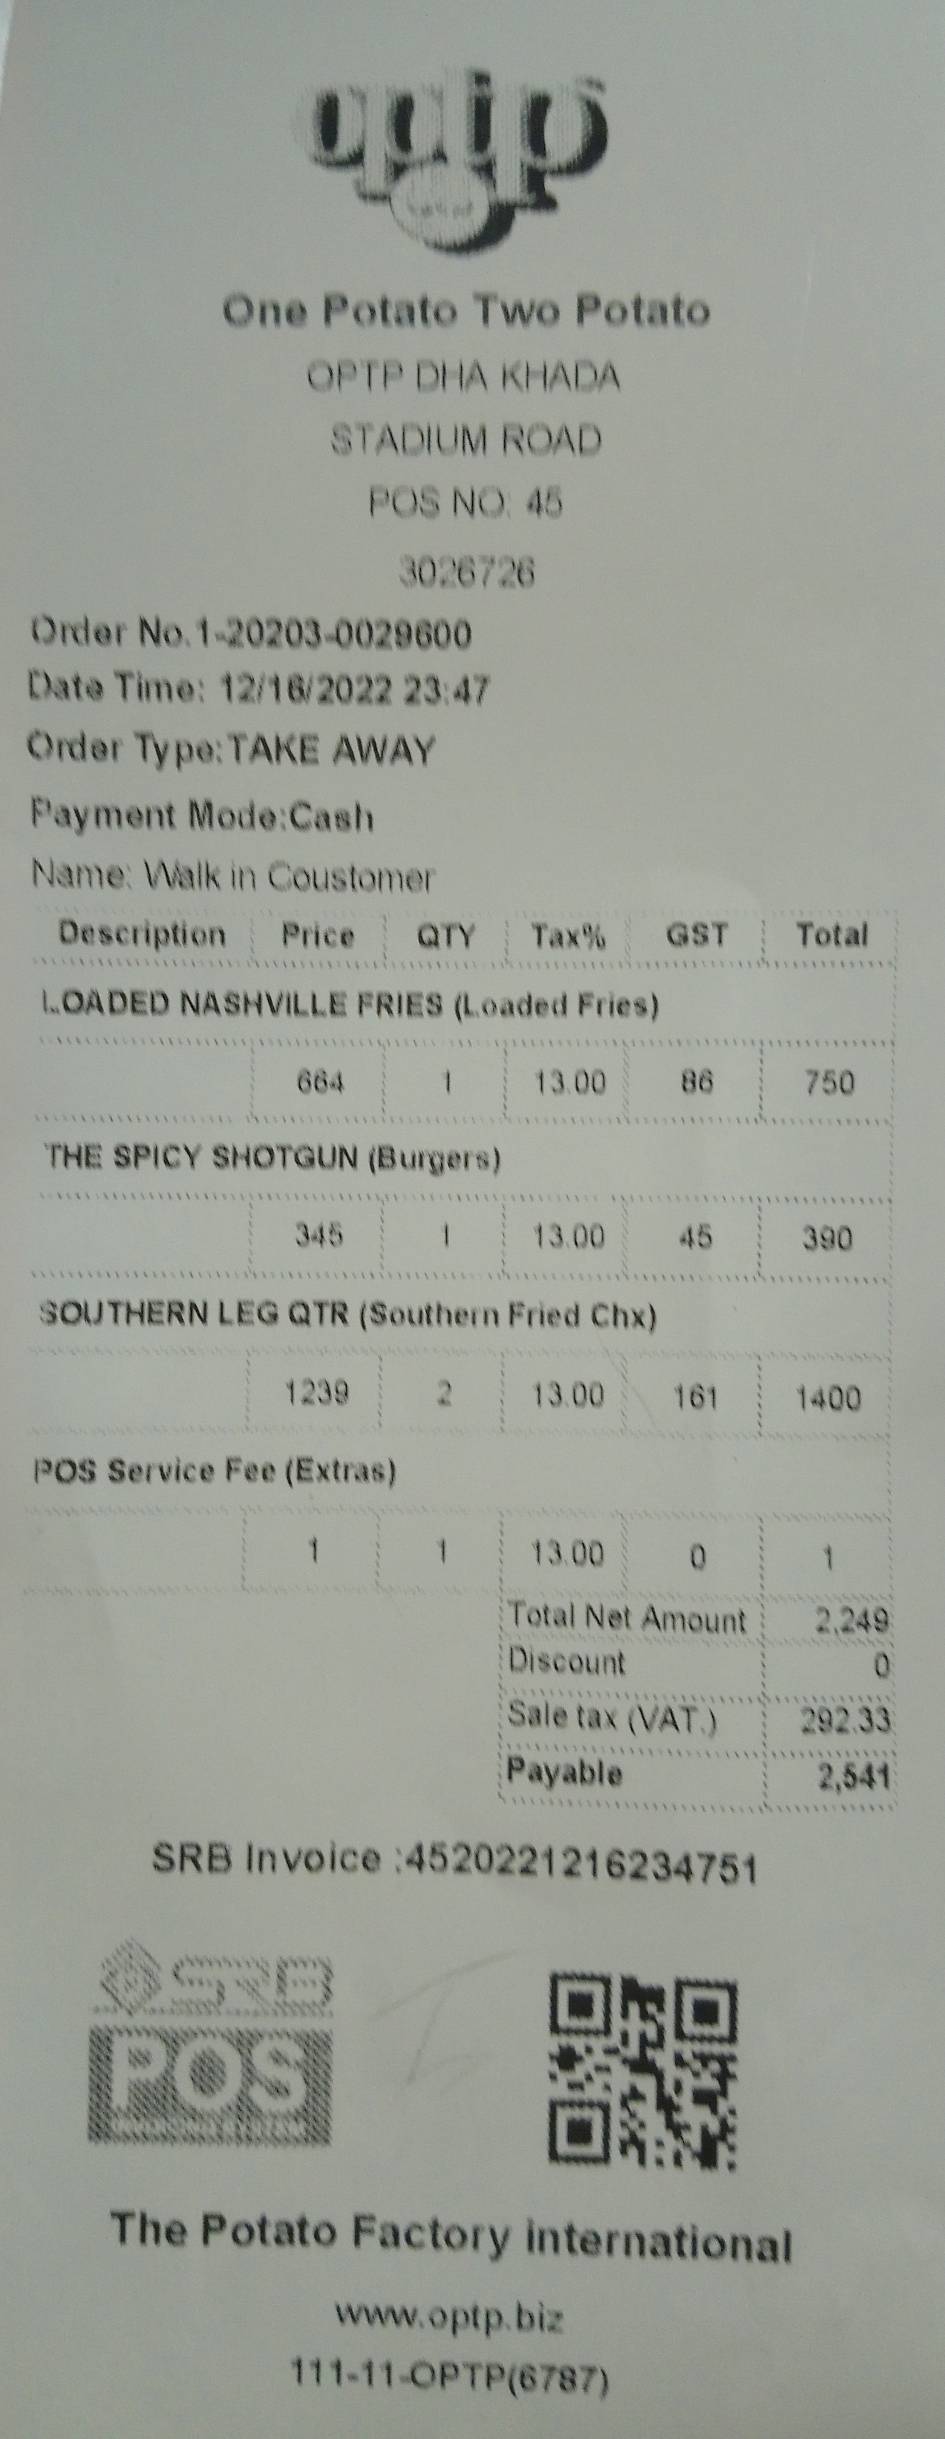 optp
One Potato Two Potato
OPTP DHA KHADA
STADIUM ROAD
POS NO: 45
3026726
Order No.1-20203-0029600
Date Time: 12/16/2022 23:47
Order Type:TAKE AWAY
Payment Mode:Cash
Name: Walk in Coustomer
Description Price QTY Tax% GST Total
LOADED NASHVILLE FRIES (Loaded Fries)
664 1 13.00 86 750
THE SPICY SHOTGUN (Burgers)
345 1 13.00 45 390
SOUTHERN LEG QTR (Southern Fried Chx)
1239 2 13.00 161 1400
POS Service Fee (Extras)
1 1 13.00 0 1
Total Net Amount 2,249
Discount 0
Sale tax (VAT.) 292.33
Payable 2,541
SRB Invoice :4520221216234751
SRB
POS
The Potato Factory international
www.optp.biz
111-11-OPTP(6787)